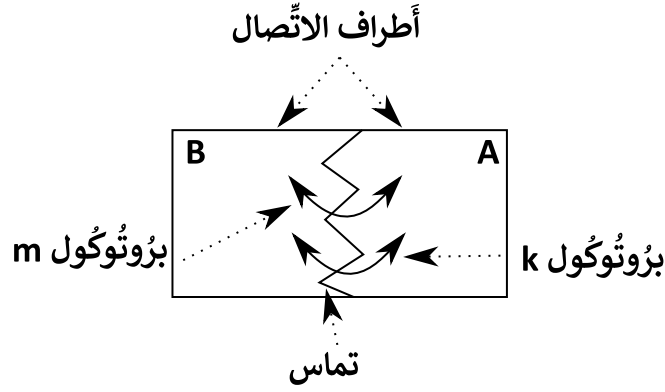 أَطراف الاتِّصال
A
B
برُوتُوكُول m
برُوتُوكُول k
تماس